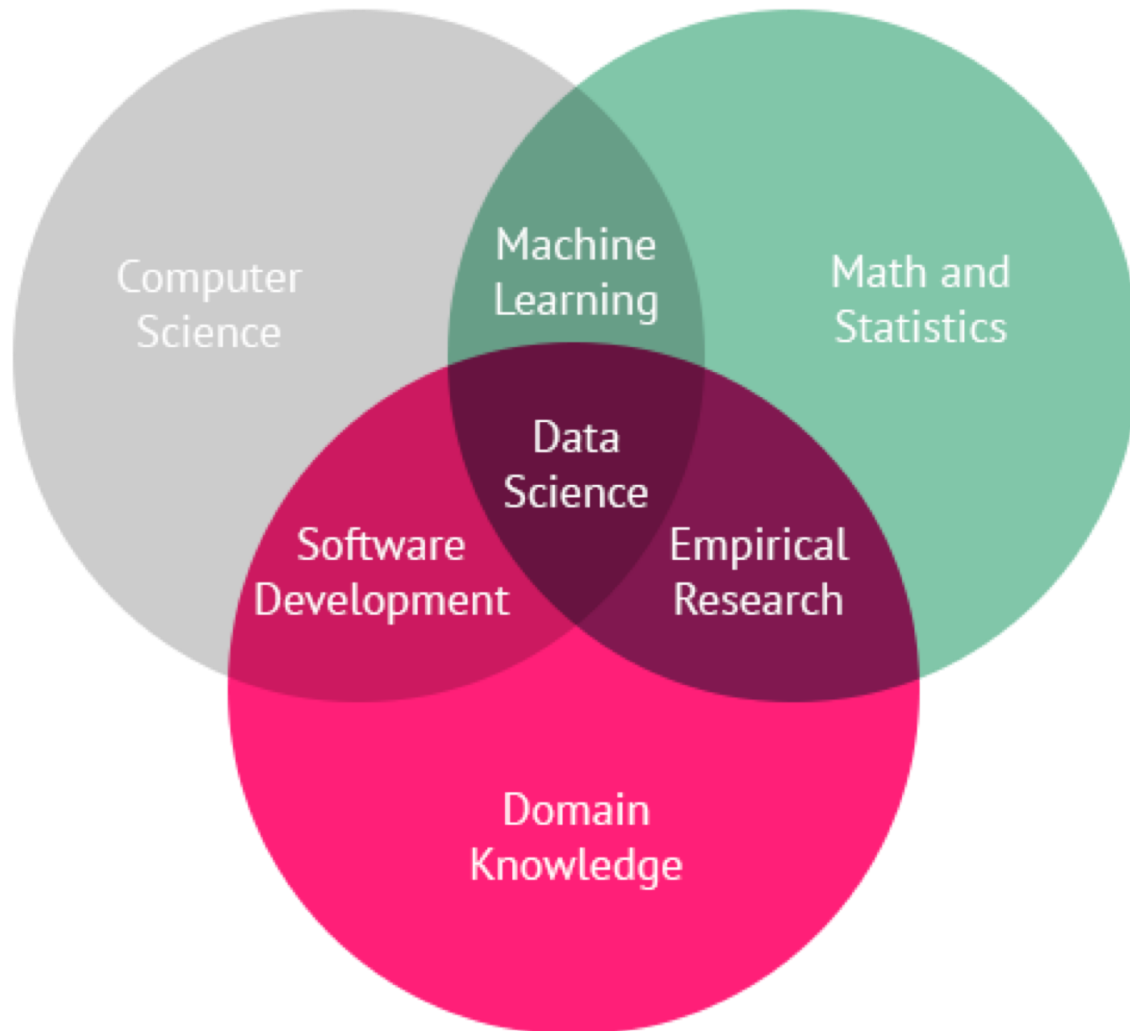 Computer
Science
Machine
Learning
Math and
Statistics
Data
Science
Software
Development
Empirical
Research
Domain
Knowledge